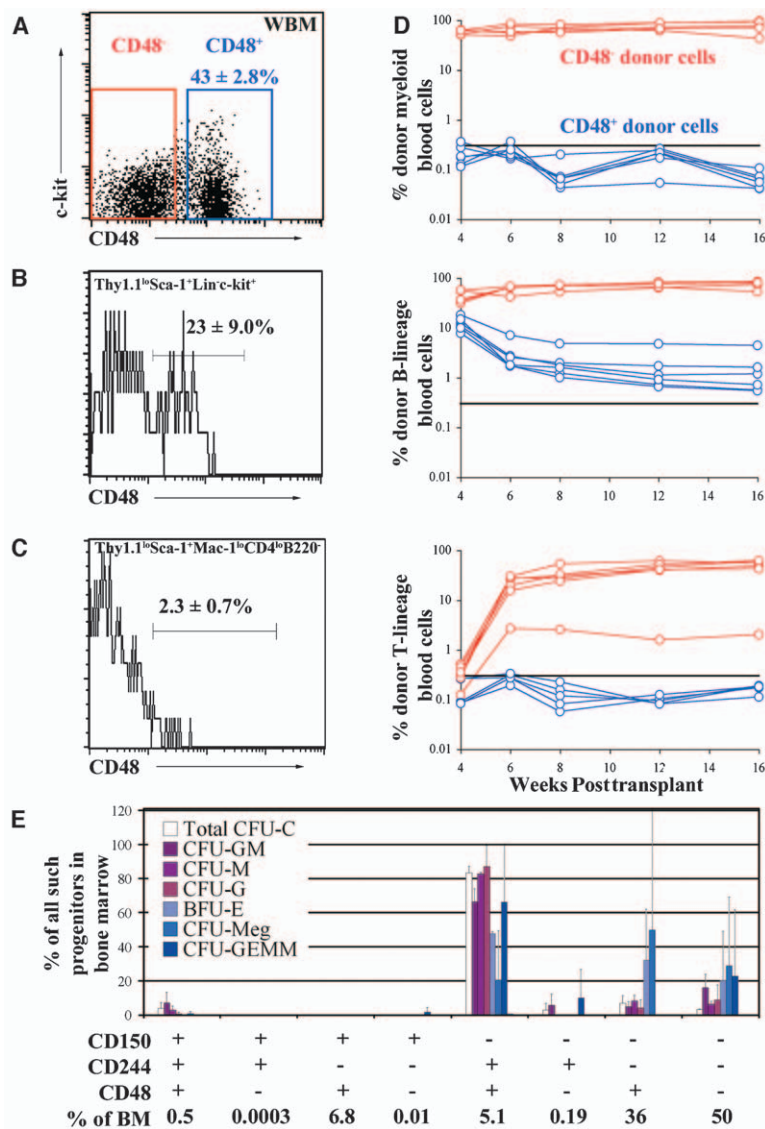 A
WBM
CD48⁻
CD48⁺
43 ± 2.8%
c-kit
CD48
B
Thy1.1ˡᵒSca-1⁺Lin⁻c-kit⁺
23 ± 9.0%
CD48
C
Thy1.1ˡᵒSca-1⁺Mac-1ˡᵒCD4ˡᵒB220⁻
2.3 ± 0.7%
CD48
D
% donor myeloid
blood cells
100
10
1
0.1
0.01
CD48⁻ donor cells
CD48⁺ donor cells
4 6 8 12 16
% donor B-lineage
blood cells
100
10
1
0.1
0.01
4 6 8 12 16
% donor T-lineage
blood cells
100
10
1
0.1
0.01
4 6 8 12 16
Weeks Posttransplant
E
% of all such
progenitors in
bone marrow
120
100
80
60
40
20
0
Total CFU-C
CFU-GM
CFU-M
CFU-G
BFU-E
CFU-Meg
CFU-GEMM
CD150 + + + + - - - -
CD244 + + - - + + - -
CD48 + - + - + - + -
% of BM 0.5 0.0003 6.8 0.01 5.1 0.19 36 50